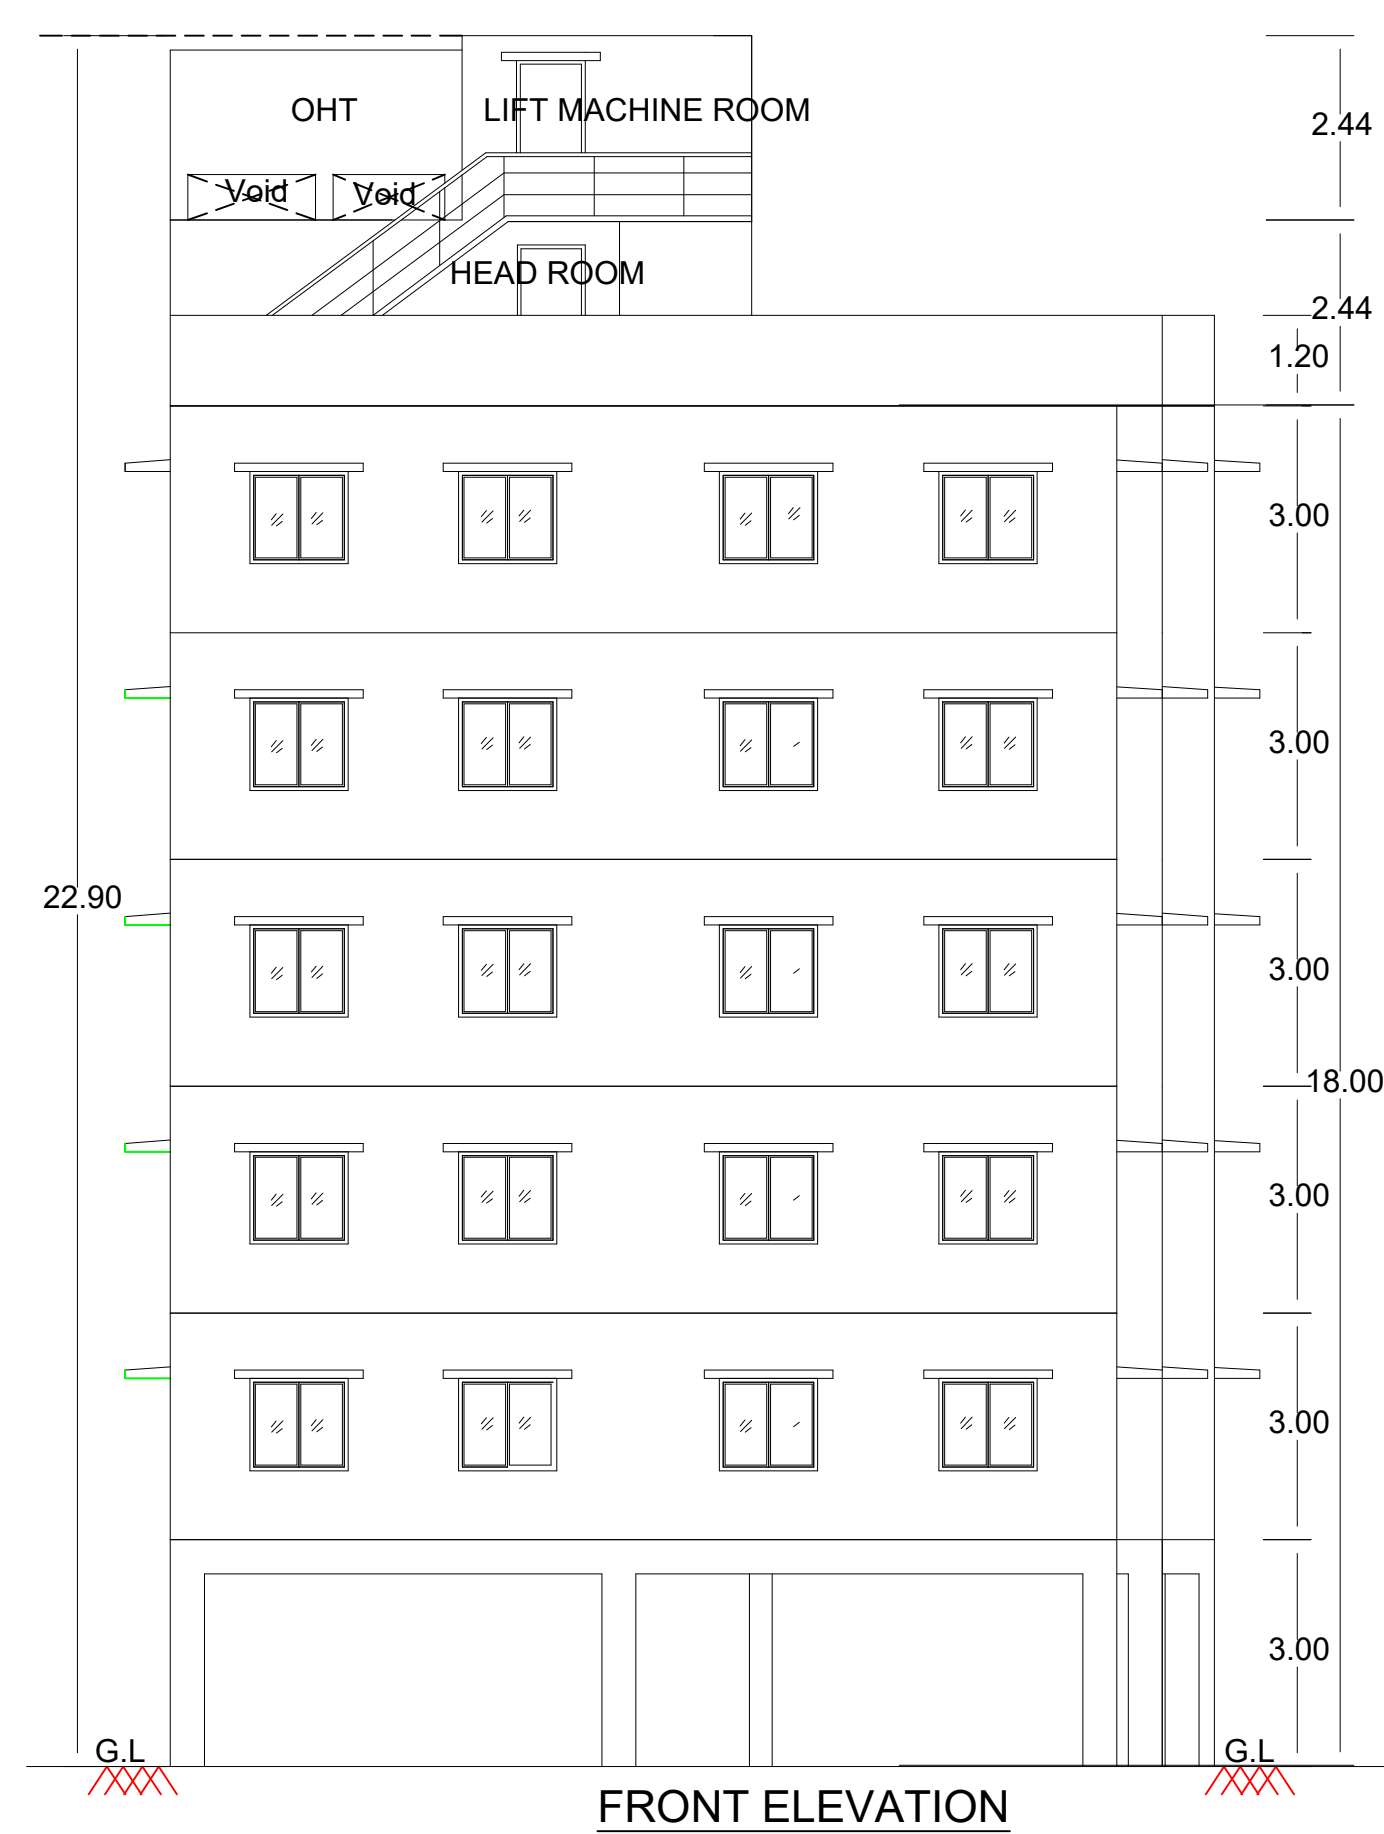 OHT
LIFT MACHINE ROOM
2.44
Void
Void
HEAD ROOM
2.44
1.20
3.00
3.00
22.90
3.00
18.00
3.00
3.00
3.00
G.L
G.L
FRONT ELEVATION